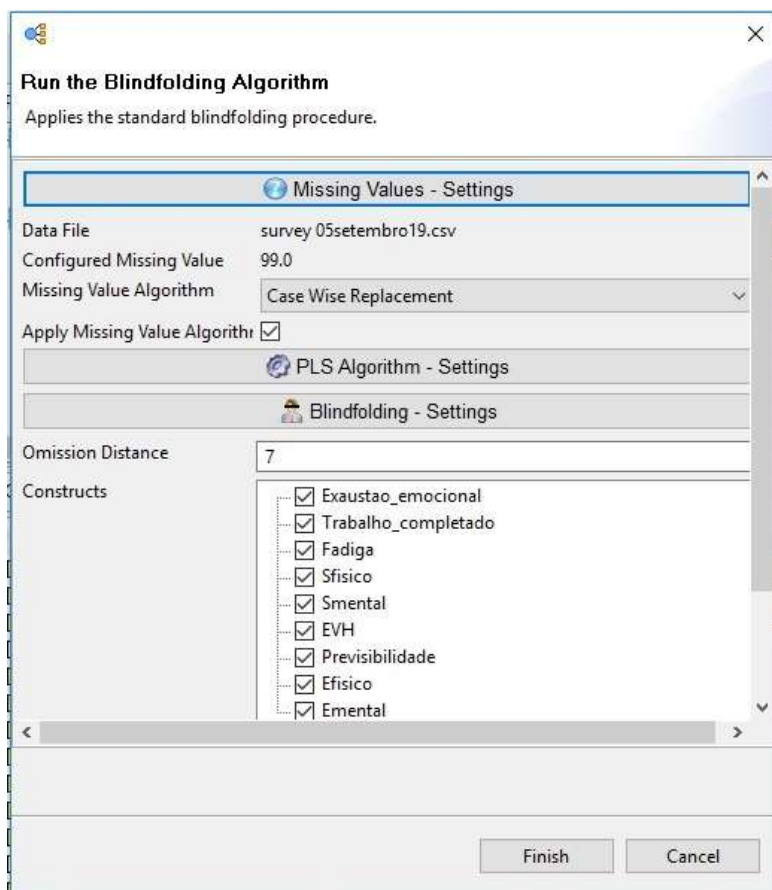 Run the Blindfolding Algorithm
Applies the standard blindfolding procedure.
Missing Values - Settings
Data File survey 05setembro19.csv
Configured Missing Value 99.0
Missing Value Algorithm Case Wise Replacement
Apply Missing Value Algorithr
PLS Algorithm - Settings
Blindfolding - Settings
Omission Distance 7
Constructs Exaustao_emocional
Trabalho_completado
Fadiga
Sfisico
Smental
EVH
Previsibilidade
Efisico
Emental
Finish Cancel